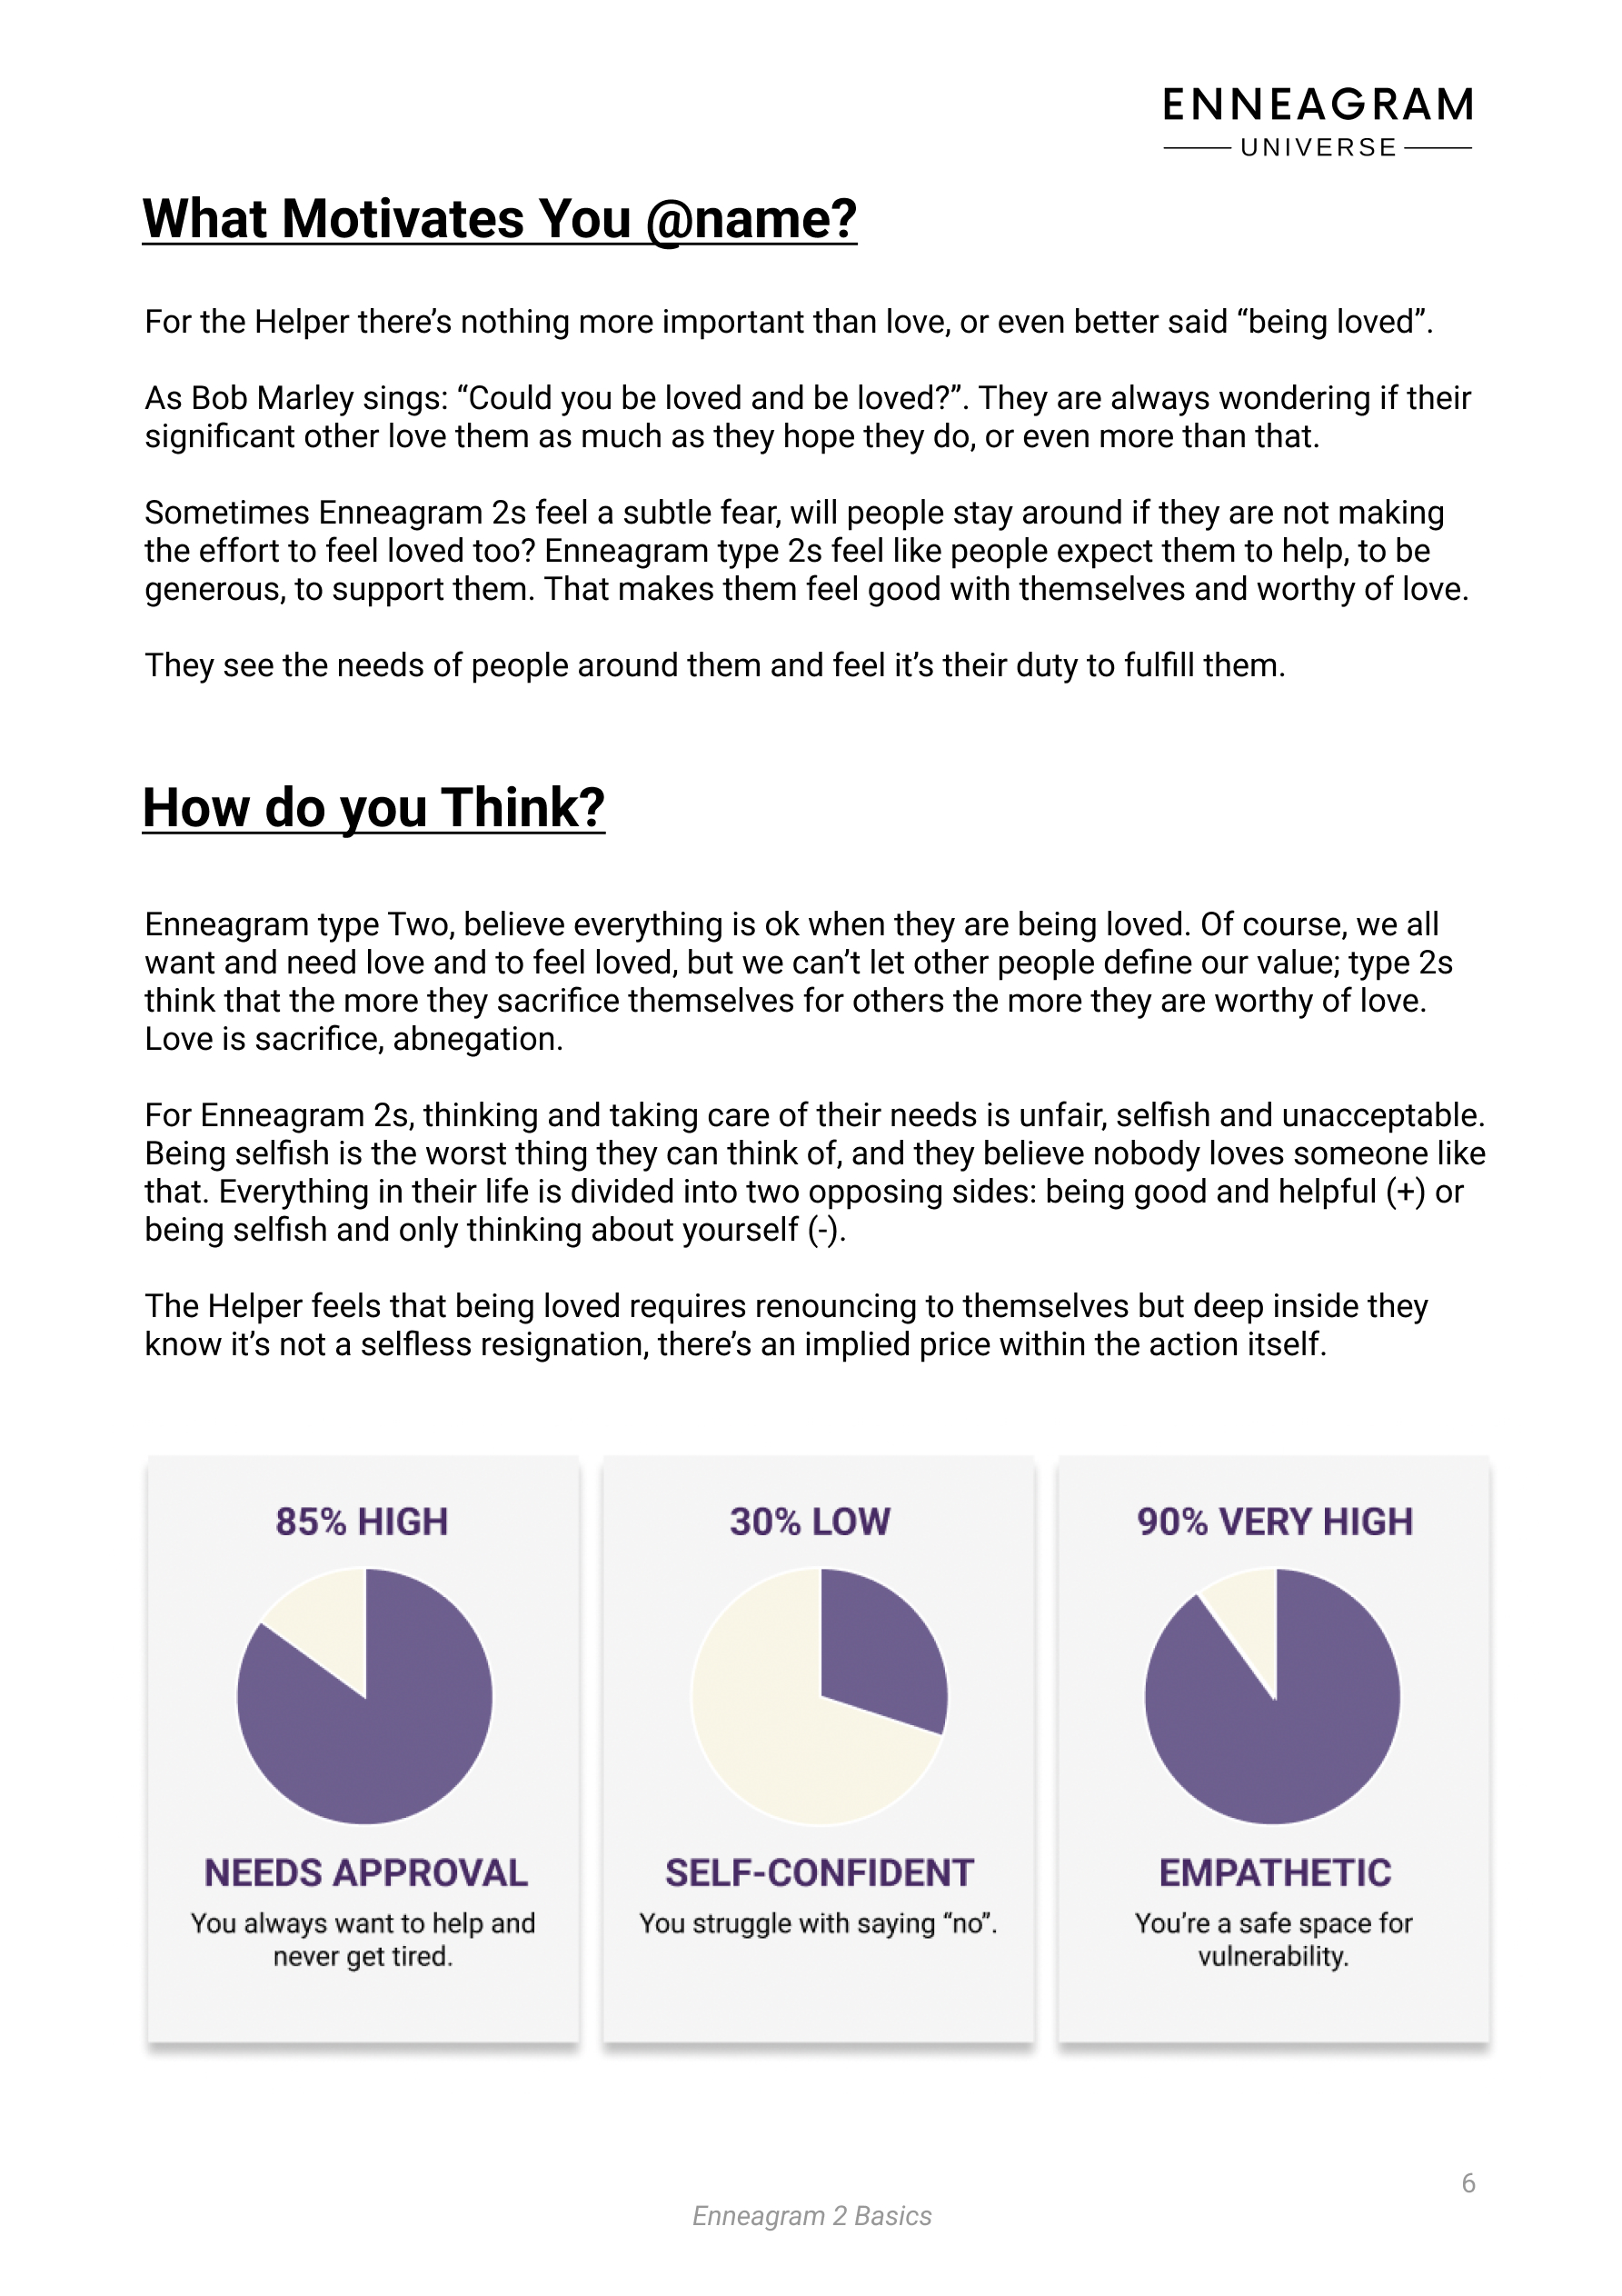 ENNEAGRAM
UNIVERSE
What Motivates You @name?
For the Helper there’s nothing more important than love, or even better said “being loved”.
As Bob Marley sings: “Could you be loved and be loved?”. They are always wondering if their
significant other love them as much as they hope they do, or even more than that.
Sometimes Enneagram 2s feel a subtle fear, will people stay around if they are not making
the effort to feel loved too? Enneagram type 2s feel like people expect them to help, to be
generous, to support them. That makes them feel good with themselves and worthy of love.
They see the needs of people around them and feel it’s their duty to fulfill them.
How do you Think?
Enneagram type Two, believe everything is ok when they are being loved. Of course, we all
want and need love and to feel loved, but we can’t let other people define our value; type 2s
think that the more they sacrifice themselves for others the more they are worthy of love.
Love is sacrifice, abnegation.
For Enneagram 2s, thinking and taking care of their needs is unfair, selfish and unacceptable.
Being selfish is the worst thing they can think of, and they believe nobody loves someone like
that. Everything in their life is divided into two opposing sides: being good and helpful (+) or
being selfish and only thinking about yourself (-).
The Helper feels that being loved requires renouncing to themselves but deep inside they
know it’s not a selfless resignation, there’s an implied price within the action itself.
85% HIGH
NEEDS APPROVAL
You always want to help and
never get tired.
30% LOW
SELF-CONFIDENT
You struggle with saying “no”.
90% VERY HIGH
EMPATHETIC
You’re a safe space for
vulnerability.
6
Enneagram 2 Basics